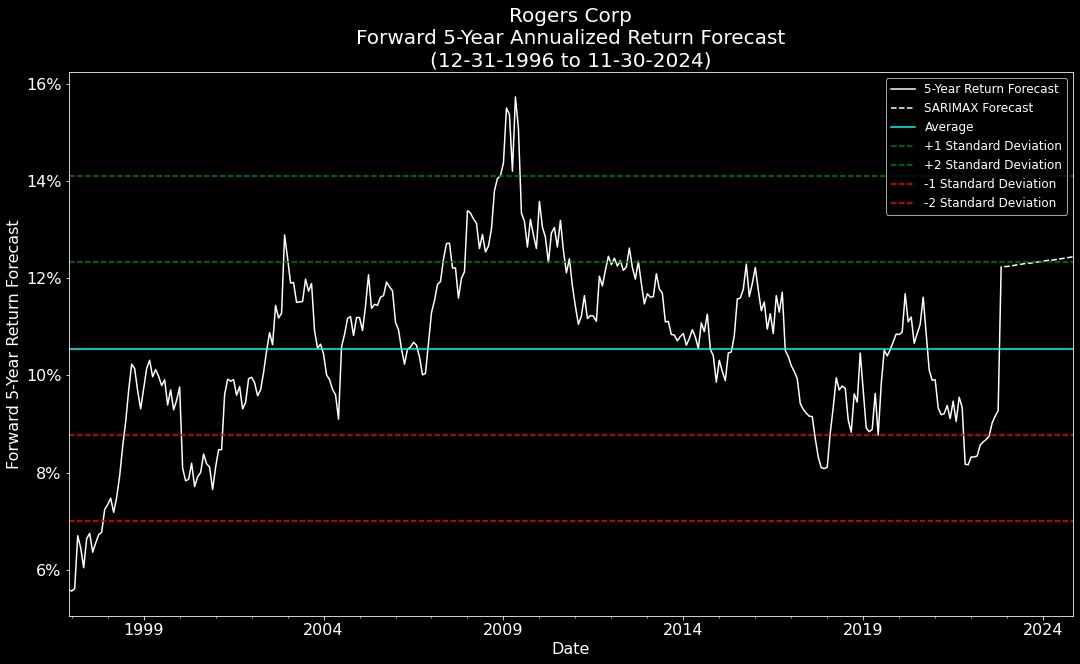 Rogers Corp
Forward 5-Year Annualized Return Forecast
(12-31-1996 to 11-30-2024)
16%
14%
12%
10%
8%
6%
Forward 5-Year Return Forecast
5-Year Return Forecast
SARIMAX Forecast
Average
+1 Standard Deviation
+2 Standard Deviation
-1 Standard Deviation
-2 Standard Deviation
1999
2004
2009
2014
2019
2024
Date